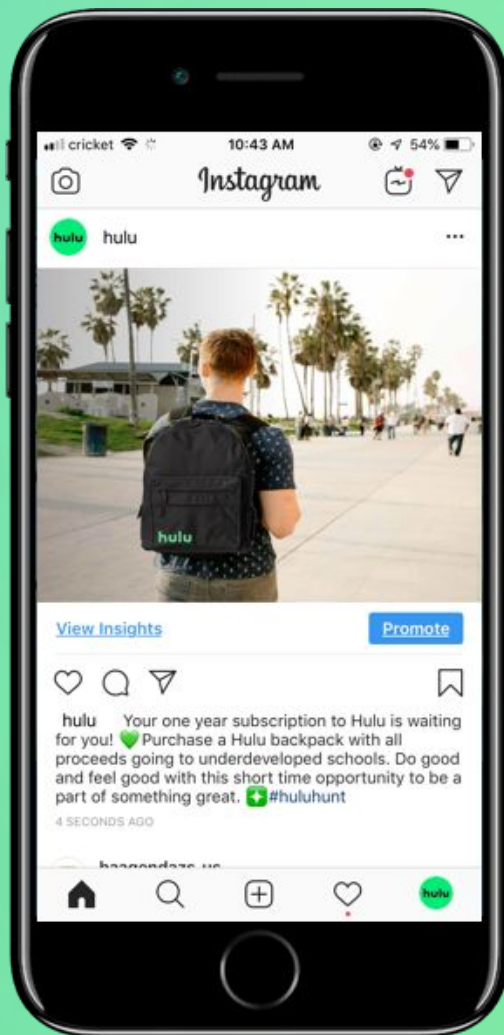 cricket 10:43 AM 54%
Instagram
hulu hulu
hulu
View Insights Promote
hulu Your one year subscription to Hulu is waiting
for you! 💚Purchase a Hulu backpack with all
proceeds going to underdeveloped schools. Do good
and feel good with this short time opportunity to be a
part of something great. #huluhunt
4 SECONDS AGO
hulu